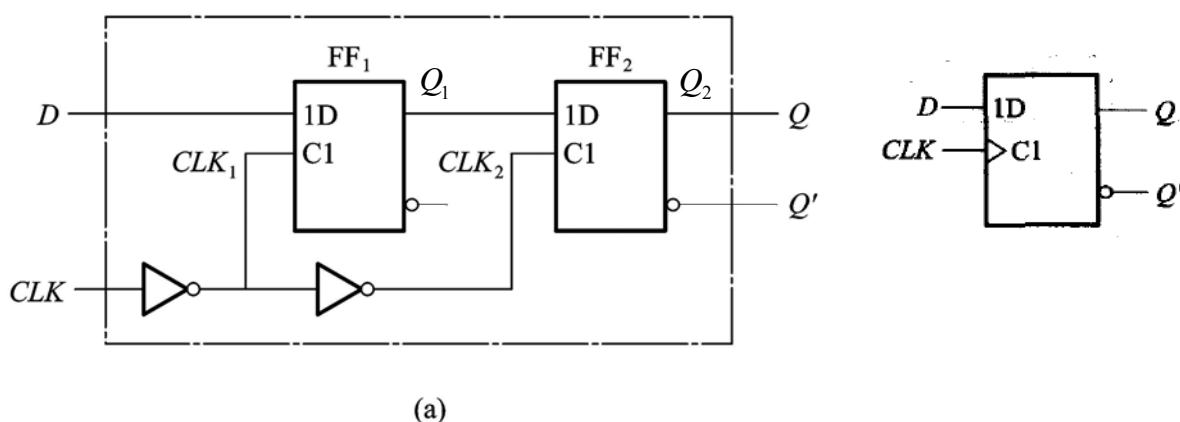 FF₁ FF₂
Q₁ Q₂
D 1D 1D Q
CLK₁ C1 CLK₂ C1
Q'
CLK
D 1D Q
CLK C1
Q'
(a)